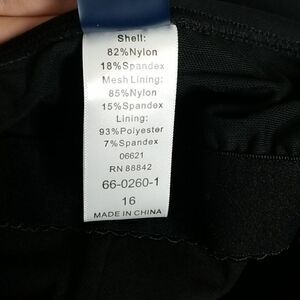 Shell:
82%Nylon
18%Spandex
Mesh Lining:
85%Nylon
15%Spandex
Lining:
93%Polyester
7%Spandex
06621
RN 88842
66-0260-1
16
MADE IN CHINA